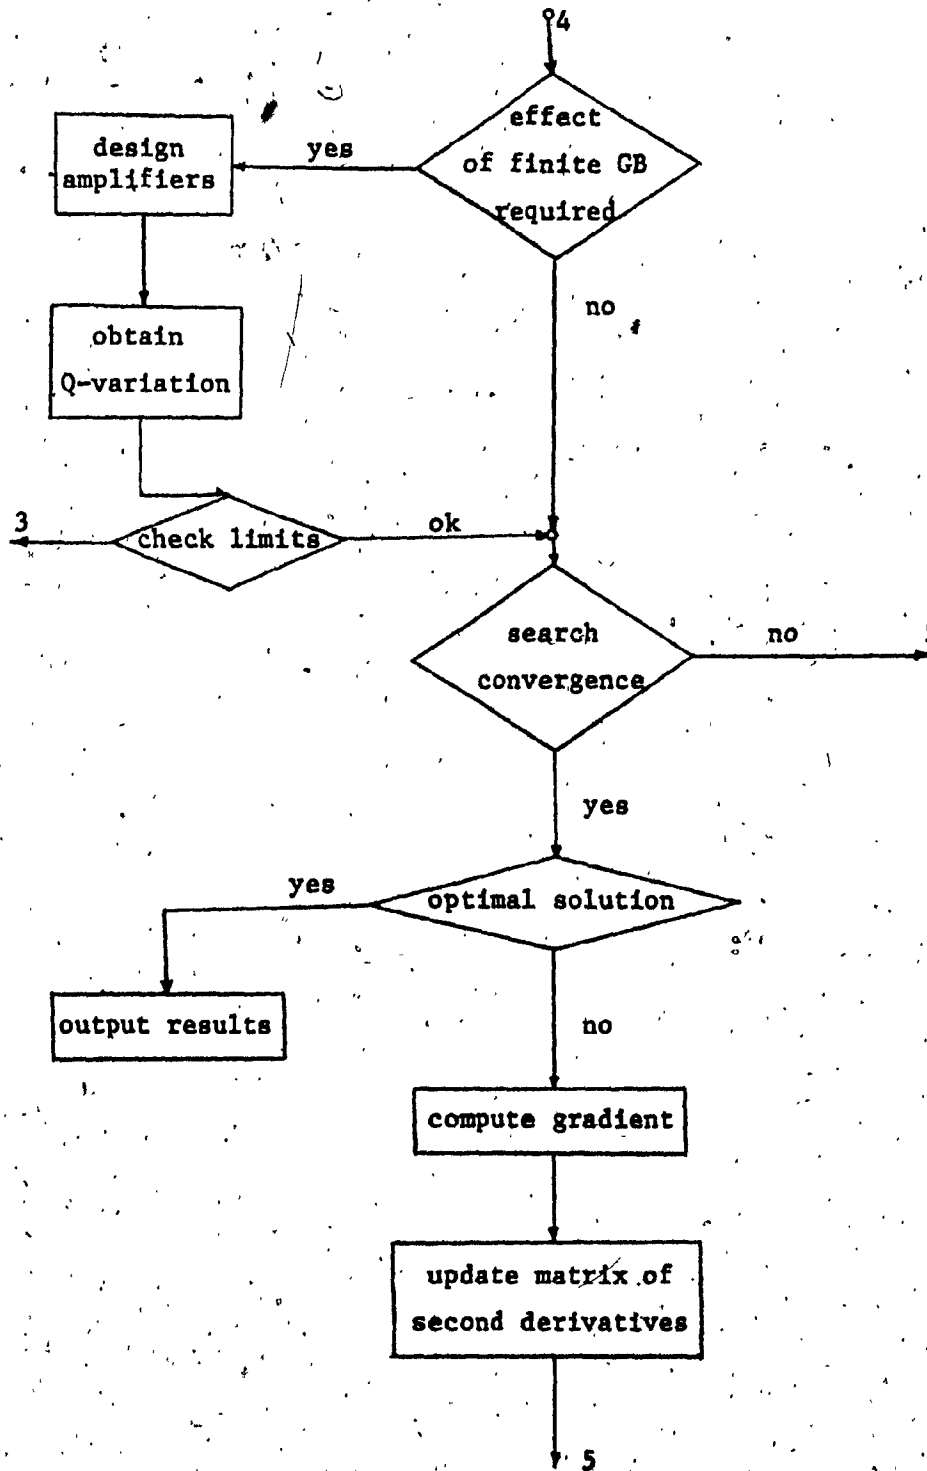 4
effect
of finite GB
required
yes
design
amplifiers
no
obtain
Q-variation
3
check limits
ok
search
convergence
no
yes
optimal solution
yes
output results
no
compute gradient
update matrix of
second derivatives
5